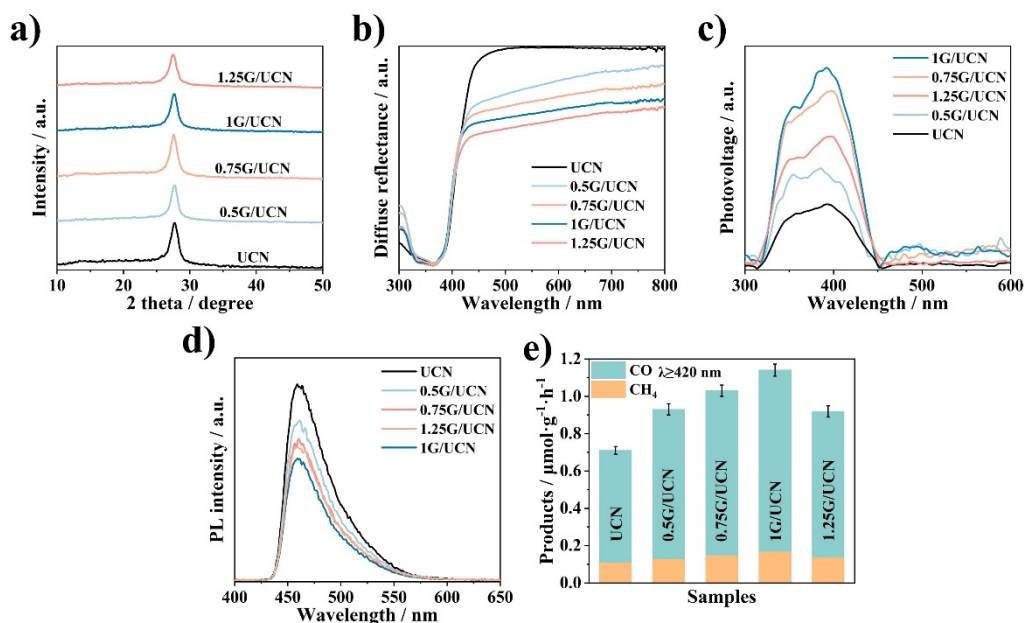 a)
Intensity / a.u.
1.25G/UCN
1G/UCN
0.75G/UCN
0.5G/UCN
UCN
10 20 30 40 50
2 theta / degree
b)
Diffuse reflectance / a.u.
UCN
0.5G/UCN
0.75G/UCN
1G/UCN
1.25G/UCN
300 400 500 600 700 800
Wavelength / nm
c)
Photovoltage / a.u.
1G/UCN
0.75G/UCN
1.25G/UCN
0.5G/UCN
UCN
300 400 500 600
Wavelength / nm
d)
PL intensity / a.u.
UCN
0.5G/UCN
0.75G/UCN
1.25G/UCN
1G/UCN
400 450 500 550 600 650
Wavelength / nm
e)
Products / μmol·g⁻¹·h⁻¹
1.2
1.0
0.8
0.6
0.4
0.2
0.0
CO λ≥420 nm
CH₄
UCN
0.5G/UCN
0.75G/UCN
1G/UCN
1.25G/UCN
Samples